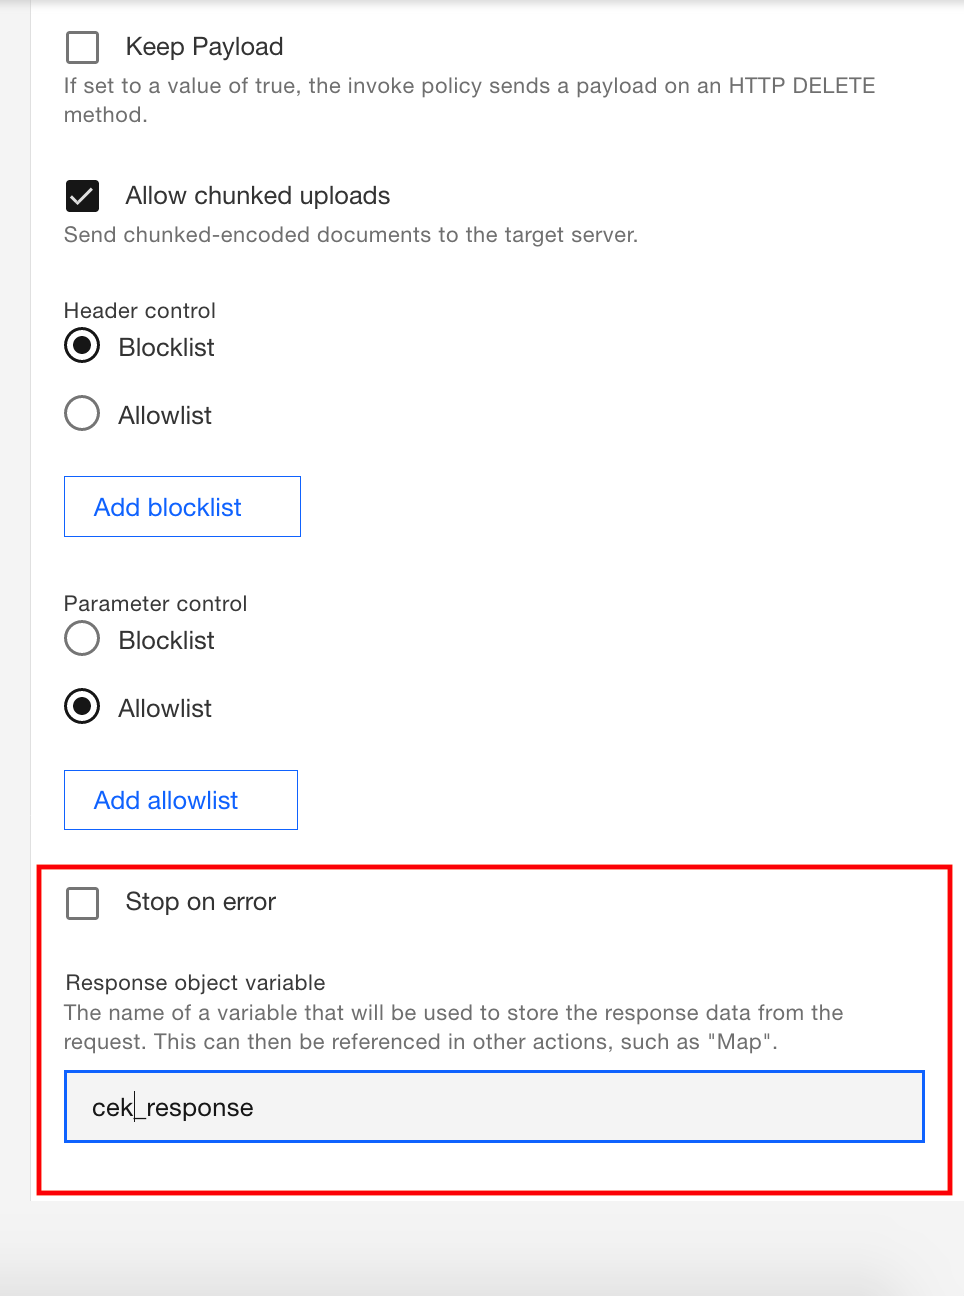 Keep Payload
If set to a value of true, the invoke policy sends a payload on an HTTP DELETE
method.
Allow chunked uploads
Send chunked-encoded documents to the target server.
Header control
Blocklist
Allowlist
Add blocklist
Parameter control
Blocklist
Allowlist
Add allowlist
Stop on error
Response object variable
The name of a variable that will be used to store the response data from the
request. This can then be referenced in other actions, such as "Map".
cek_response